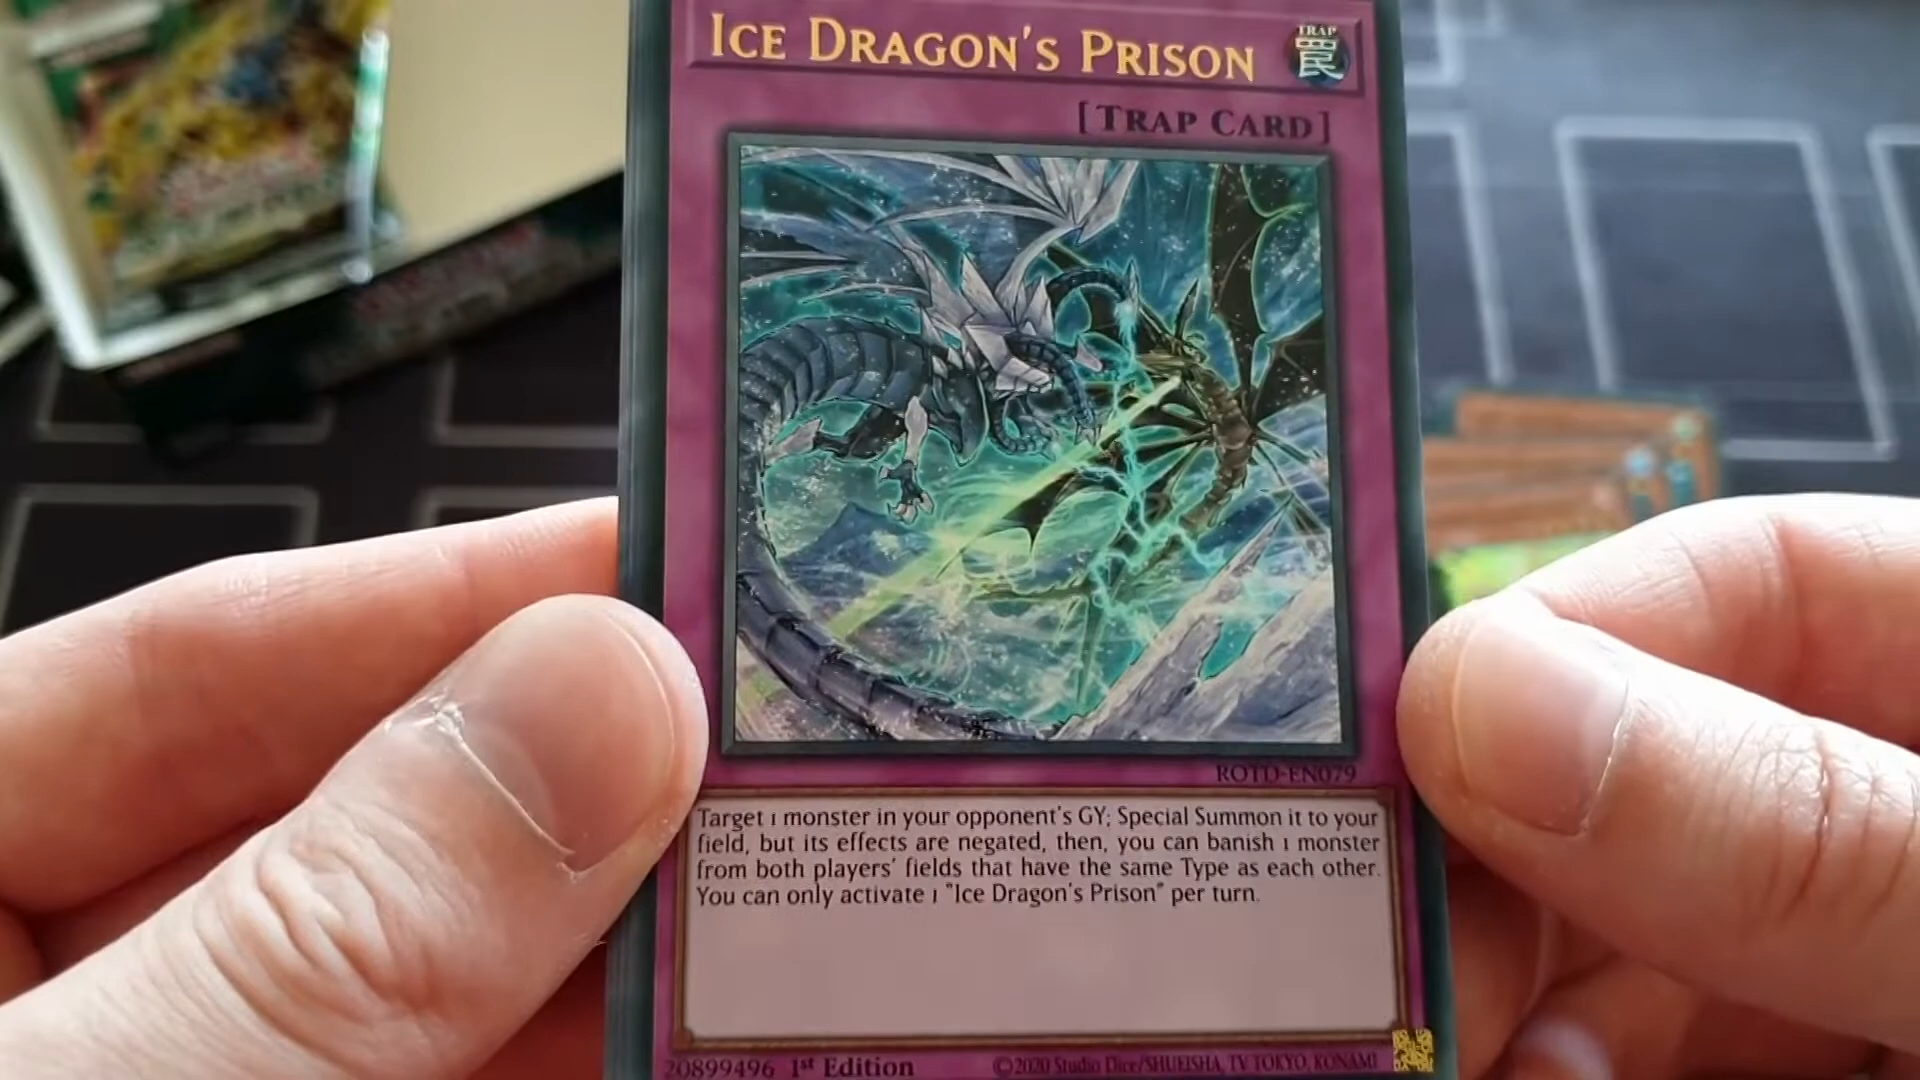 Ice Dragon's Prison
TRAP
罠
[Trap Card]
ROTD-EN079
Target 1 monster in your opponent's GY; Special Summon it to your
field, but its effects are negated, then, you can banish 1 monster
from both players' fields that have the same Type as each other.
You can only activate 1 "Ice Dragon's Prison" per turn.
20899496 1st Edition
©2020 Studio Dice/SHUEISHA, TV TOKYO, KONAMI